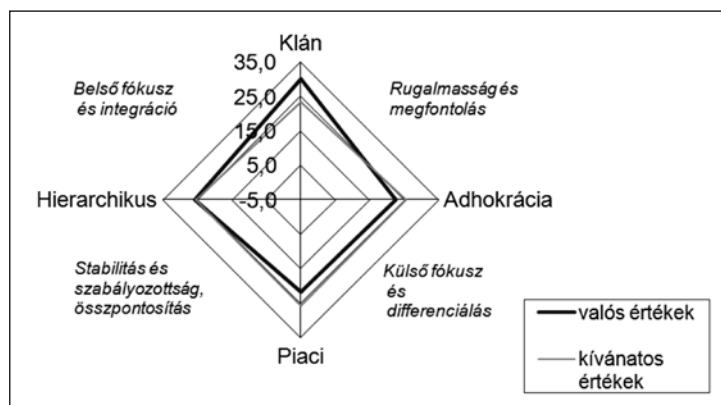 Klán
35,0
Belső fókusz
és integráció
25,0
Rugalmasság és
megfontolás
15,0
5,0
Hierarchikus
-5,0
Adhokrácia
Stabilitás és
szabályozottság,
összpontosítás
Külső fókusz
és
differenciálás
Piaci
valós értékek
kívánatos
értékek